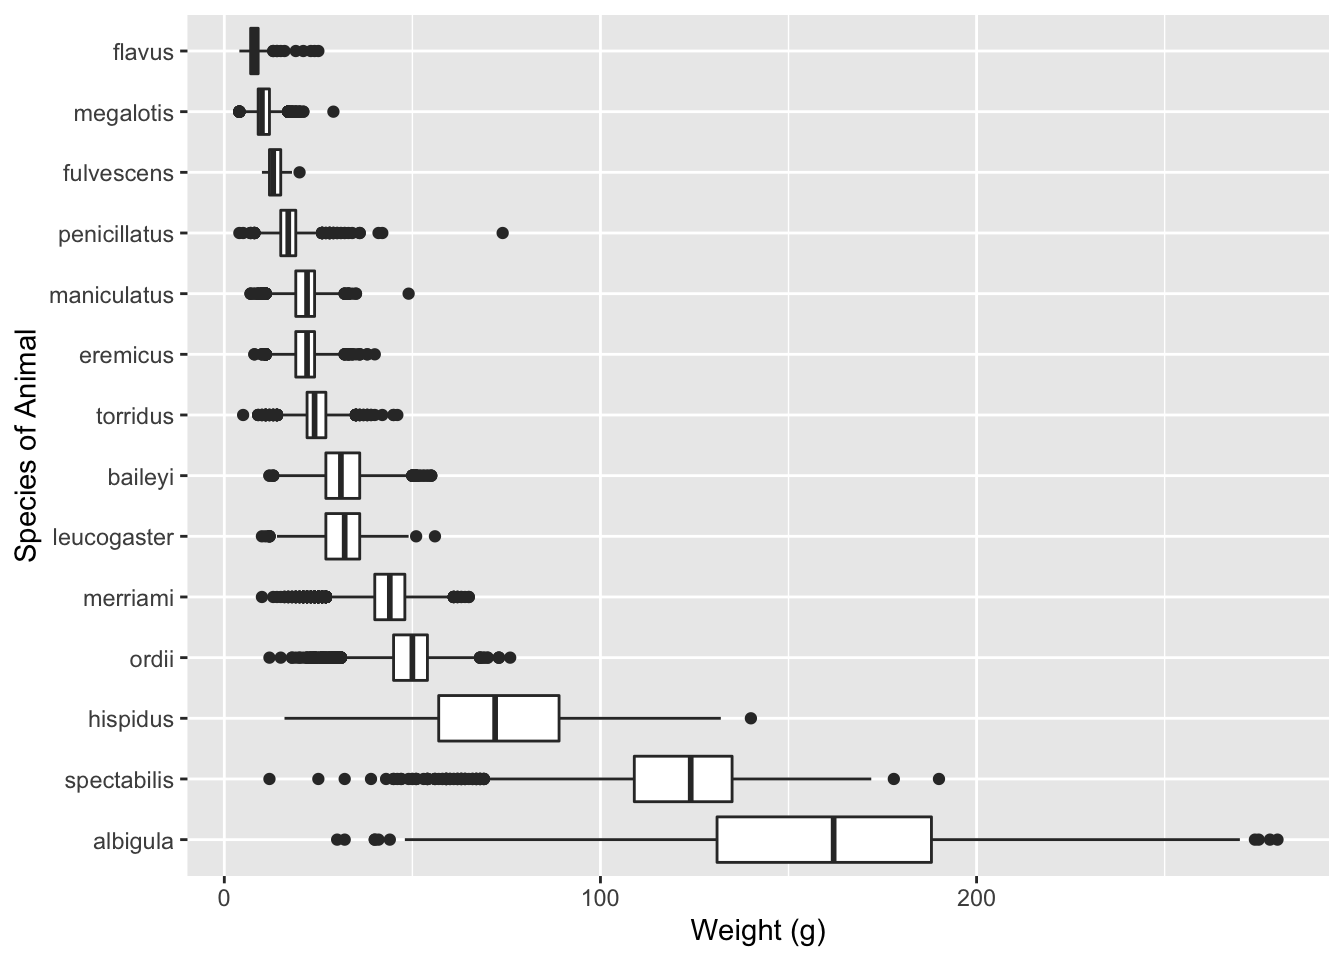 flavus
megalotis
fulvescens
penicillatus
maniculatus
eremicus
torridus
baileyi
leucogaster
merriami
ordii
hispidus
spectabilis
albigula
Species of Animal
0 100 200
Weight (g)